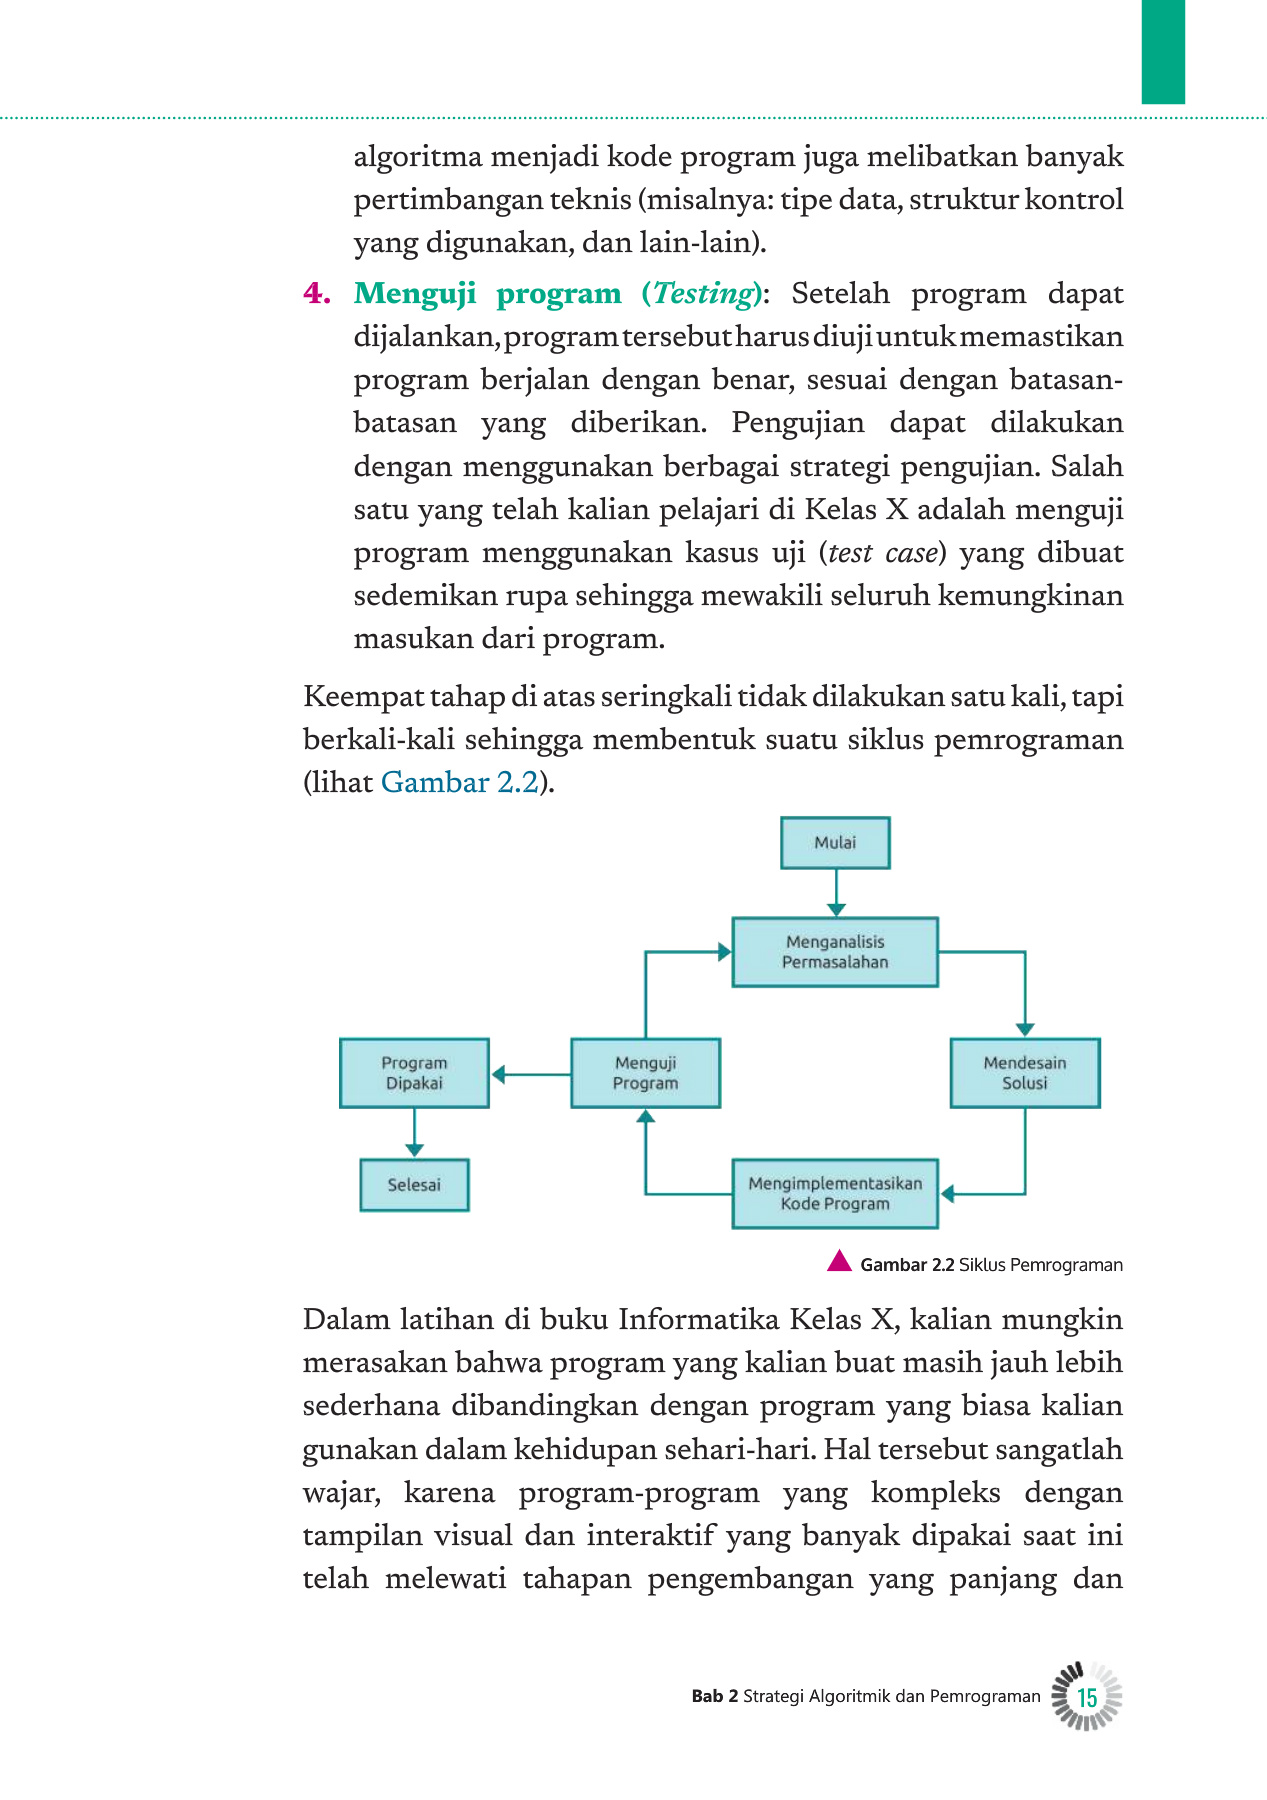 algoritma menjadi kode program juga melibatkan banyak
pertimbangan teknis (misalnya: tipe data, struktur kontrol
yang digunakan, dan lain-lain).
4. Menguji program (Testing): Setelah program dapat
dijalankan, program tersebut harus diuji untuk memastikan
program berjalan dengan benar, sesuai dengan batasan-
batasan yang diberikan. Pengujian dapat dilakukan
dengan menggunakan berbagai strategi pengujian. Salah
satu yang telah kalian pelajari di Kelas X adalah menguji
program menggunakan kasus uji (test case) yang dibuat
sedemikan rupa sehingga mewakili seluruh kemungkinan
masukan dari program.
Keempat tahap di atas seringkali tidak dilakukan satu kali, tapi
berkali-kali sehingga membentuk suatu siklus pemrograman
(lihat Gambar 2.2).
Mulai
Menganalisis
Permasalahan
Program
Dipakai
Menguji
Program
Mendesain
Solusi
Selesai
Mengimplementasikan
Kode Program
Gambar 2.2 Siklus Pemrograman
Dalam latihan di buku Informatika Kelas X, kalian mungkin
merasakan bahwa program yang kalian buat masih jauh lebih
sederhana dibandingkan dengan program yang biasa kalian
gunakan dalam kehidupan sehari-hari. Hal tersebut sangatlah
wajar, karena program-program yang kompleks dengan
tampilan visual dan interaktif yang banyak dipakai saat ini
telah melewati tahapan pengembangan yang panjang dan
Bab 2 Strategi Algoritmik dan Pemrograman 15